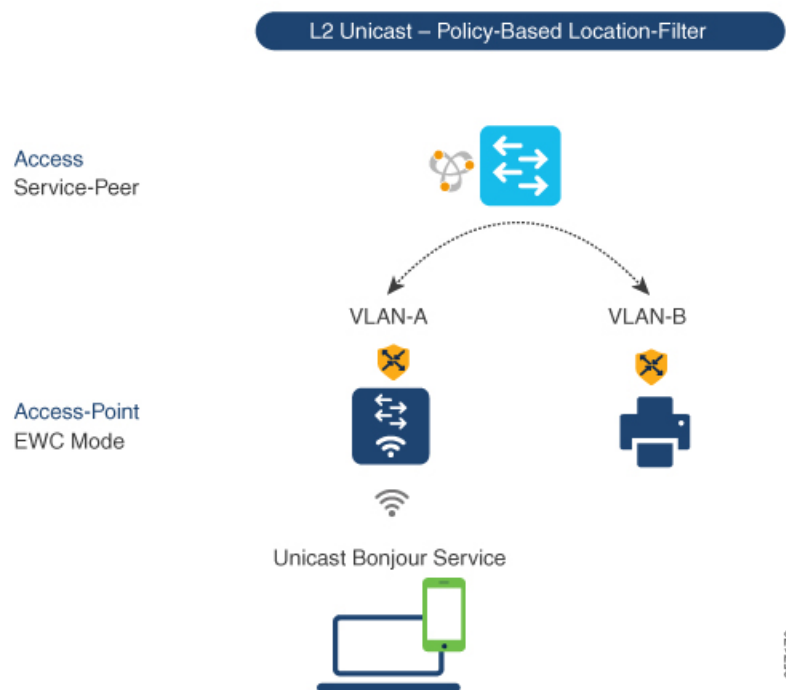 L2 Unicast – Policy-Based Location-Filter
Access
Service-Peer
VLAN-A
VLAN-B
Access-Point
EWC Mode
Unicast Bonjour Service